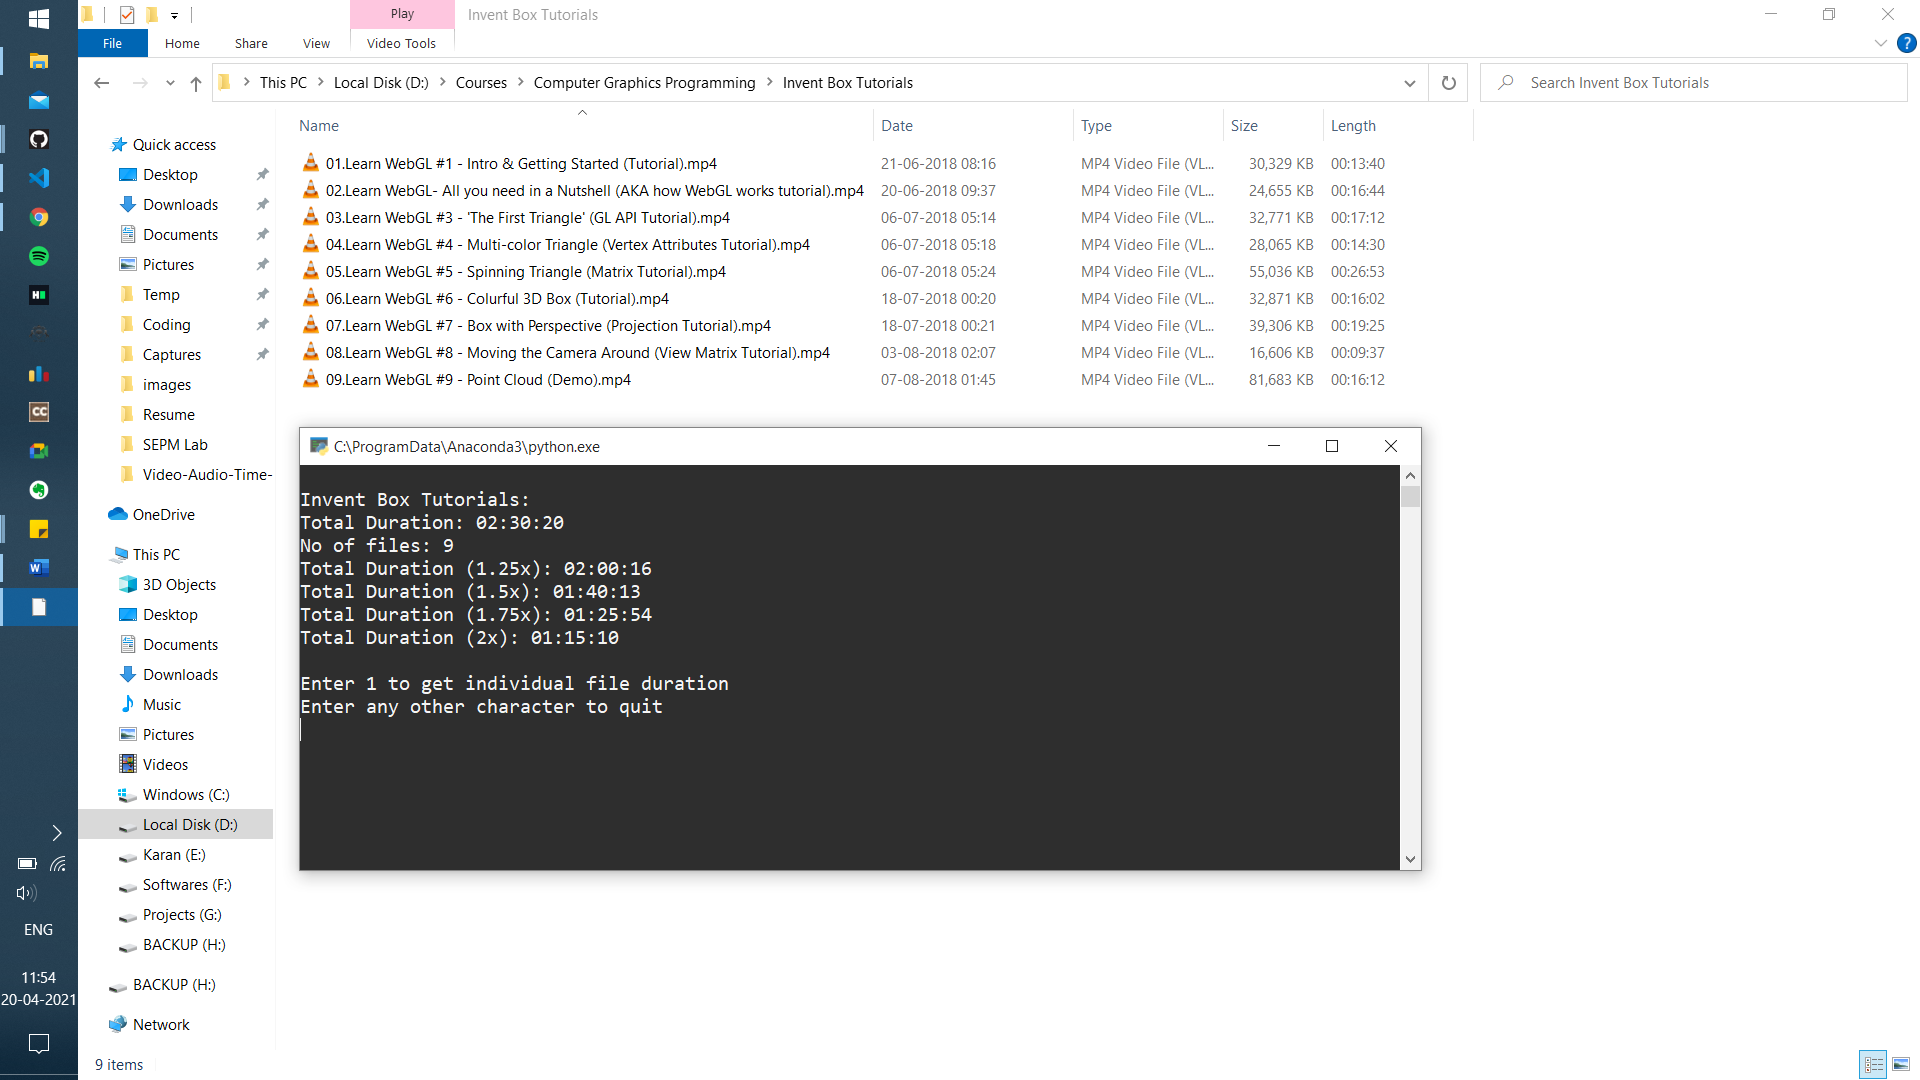 Play
Invent Box Tutorials
File
Home
Share
View
Video Tools
This PC
Local Disk (D:)
Courses
Computer Graphics Programming
Invent Box Tutorials
Search Invent Box Tutorials
Name
Date
Type
Size
Length
01.Learn WebGL #1 - Intro & Getting Started (Tutorial).mp4 21-06-2018 08:16 MP4 Video File (VL... 30,329 KB 00:13:40
02.Learn WebGL- All you need in a Nutshell (AKA how WebGL works tutorial).mp4 20-06-2018 09:37 MP4 Video File (VL... 24,655 KB 00:16:44
03.Learn WebGL #3 - 'The First Triangle' (GL API Tutorial).mp4 06-07-2018 05:14 MP4 Video File (VL... 32,771 KB 00:17:12
04.Learn WebGL #4 - Multi-color Triangle (Vertex Attributes Tutorial).mp4 06-07-2018 05:18 MP4 Video File (VL... 28,065 KB 00:14:30
05.Learn WebGL #5 - Spinning Triangle (Matrix Tutorial).mp4 06-07-2018 05:24 MP4 Video File (VL... 55,036 KB 00:26:53
06.Learn WebGL #6 - Colurful 3D Box (Tutorial).mp4 18-07-2018 00:20 MP4 Video File (VL... 32,871 KB 00:16:02
07.Learn WebGL #7 - Box with Perspective (Projection Tutorial).mp4 18-07-2018 00:21 MP4 Video File (VL... 39,306 KB 00:19:25
08.Learn WebGL #8 - Moving the Camera Around (View Matrix Tutorial).mp4 03-08-2018 02:07 MP4 Video File (VL... 16,606 KB 00:09:37
09.Learn WebGL #9 - Point Cloud (Demo).mp4 07-08-2018 01:45 MP4 Video File (VL... 81,683 KB 00:16:12
Quick access
Desktop
Downloads
Documents
Pictures
Temp
Coding
Captures
images
Resume
SEPM Lab
Video-Audio-Time-
OneDrive
This PC
3D Objects
Desktop
Documents
Downloads
Music
Pictures
Videos
Windows (C:)
Local Disk (D:)
Karan (E:)
Softwares (F:)
Projects (G:)
BACKUP (H:)
BACKUP (H:)
Network
9 items
C:\ProgramData\Anaconda3\python.exe
Invent Box Tutorials:
Total Duration: 02:30:20
No of files: 9
Total Duration (1.25x): 02:00:16
Total Duration (1.5x): 01:40:13
Total Duration (1.75x): 01:25:54
Total Duration (2x): 01:15:10
Enter 1 to get individual file duration
Enter any other character to quit
CC
ENG
11:54
20-04-2021